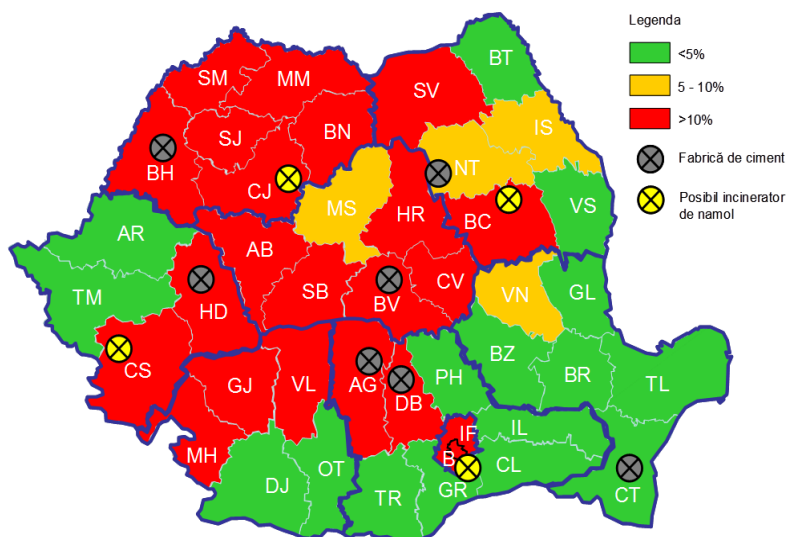 Legenda
<5%
5 - 10%
>10%
Fabrică de ciment
Posibil incinerator
de namol
BT
SM
MM
SV
IS
SJ
BN
BH
NT
CJ
MS
HR
BC
VS
AR
AB
CV
TM
HD
SB
BV
VN
GL
CS
GJ
VL
AG
DB
PH
BZ
BR
TL
IF
IL
MH
B
DJ
OT
TR
GR
CL
CT